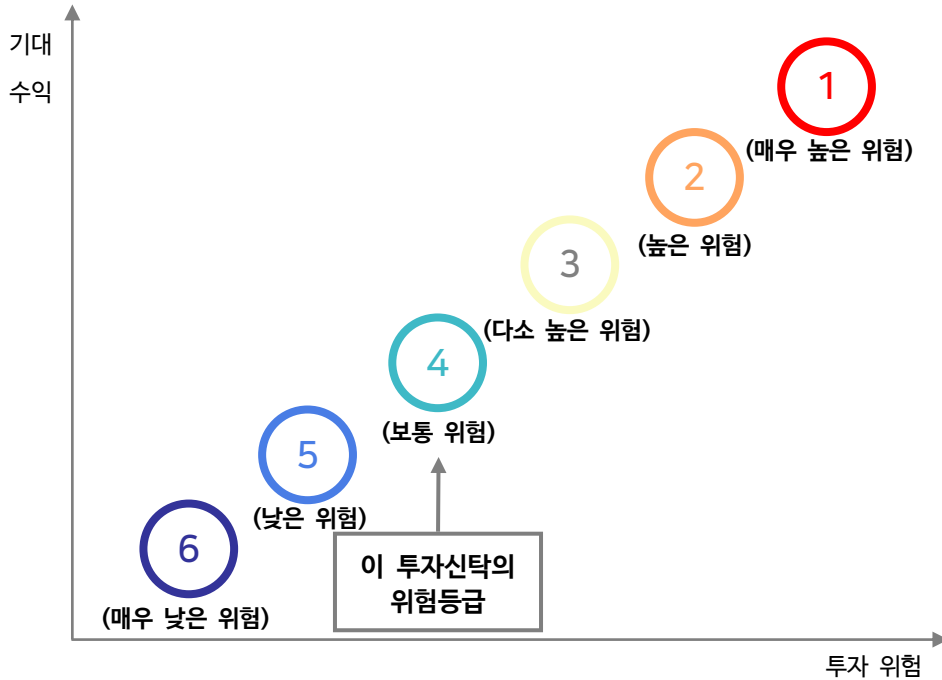 기대
수익
1
(매우 높은 위험)
2
(높은 위험)
3
(다소 높은 위험)
4
(보통 위험)
5
(낮은 위험)
6
(매우 낮은 위험)
이 투자신탁의
위험등급
투자 위험